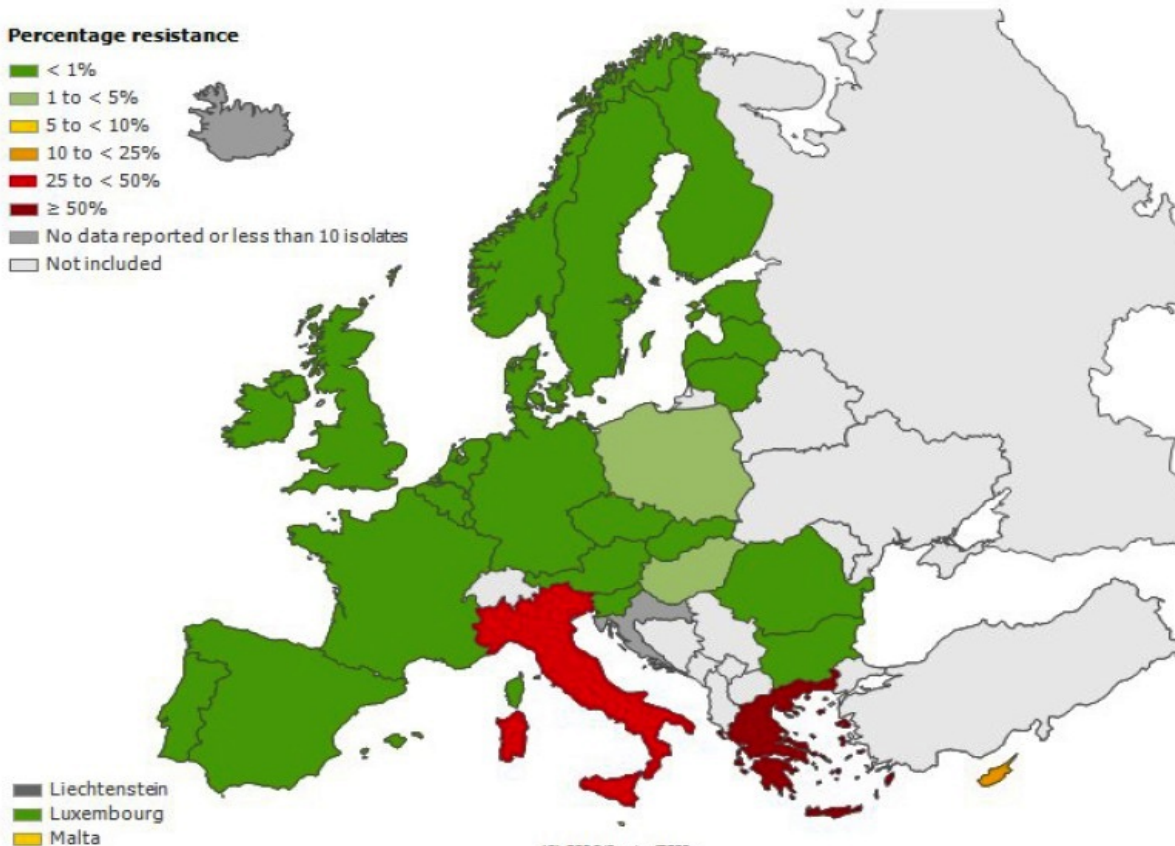 Percentage resistance
< 1%
1 to < 5%
5 to < 10%
10 to < 25%
25 to < 50%
≥ 50%
No data reported or less than 10 isolates
Not included
Liechtenstein
Luxembourg
Malta